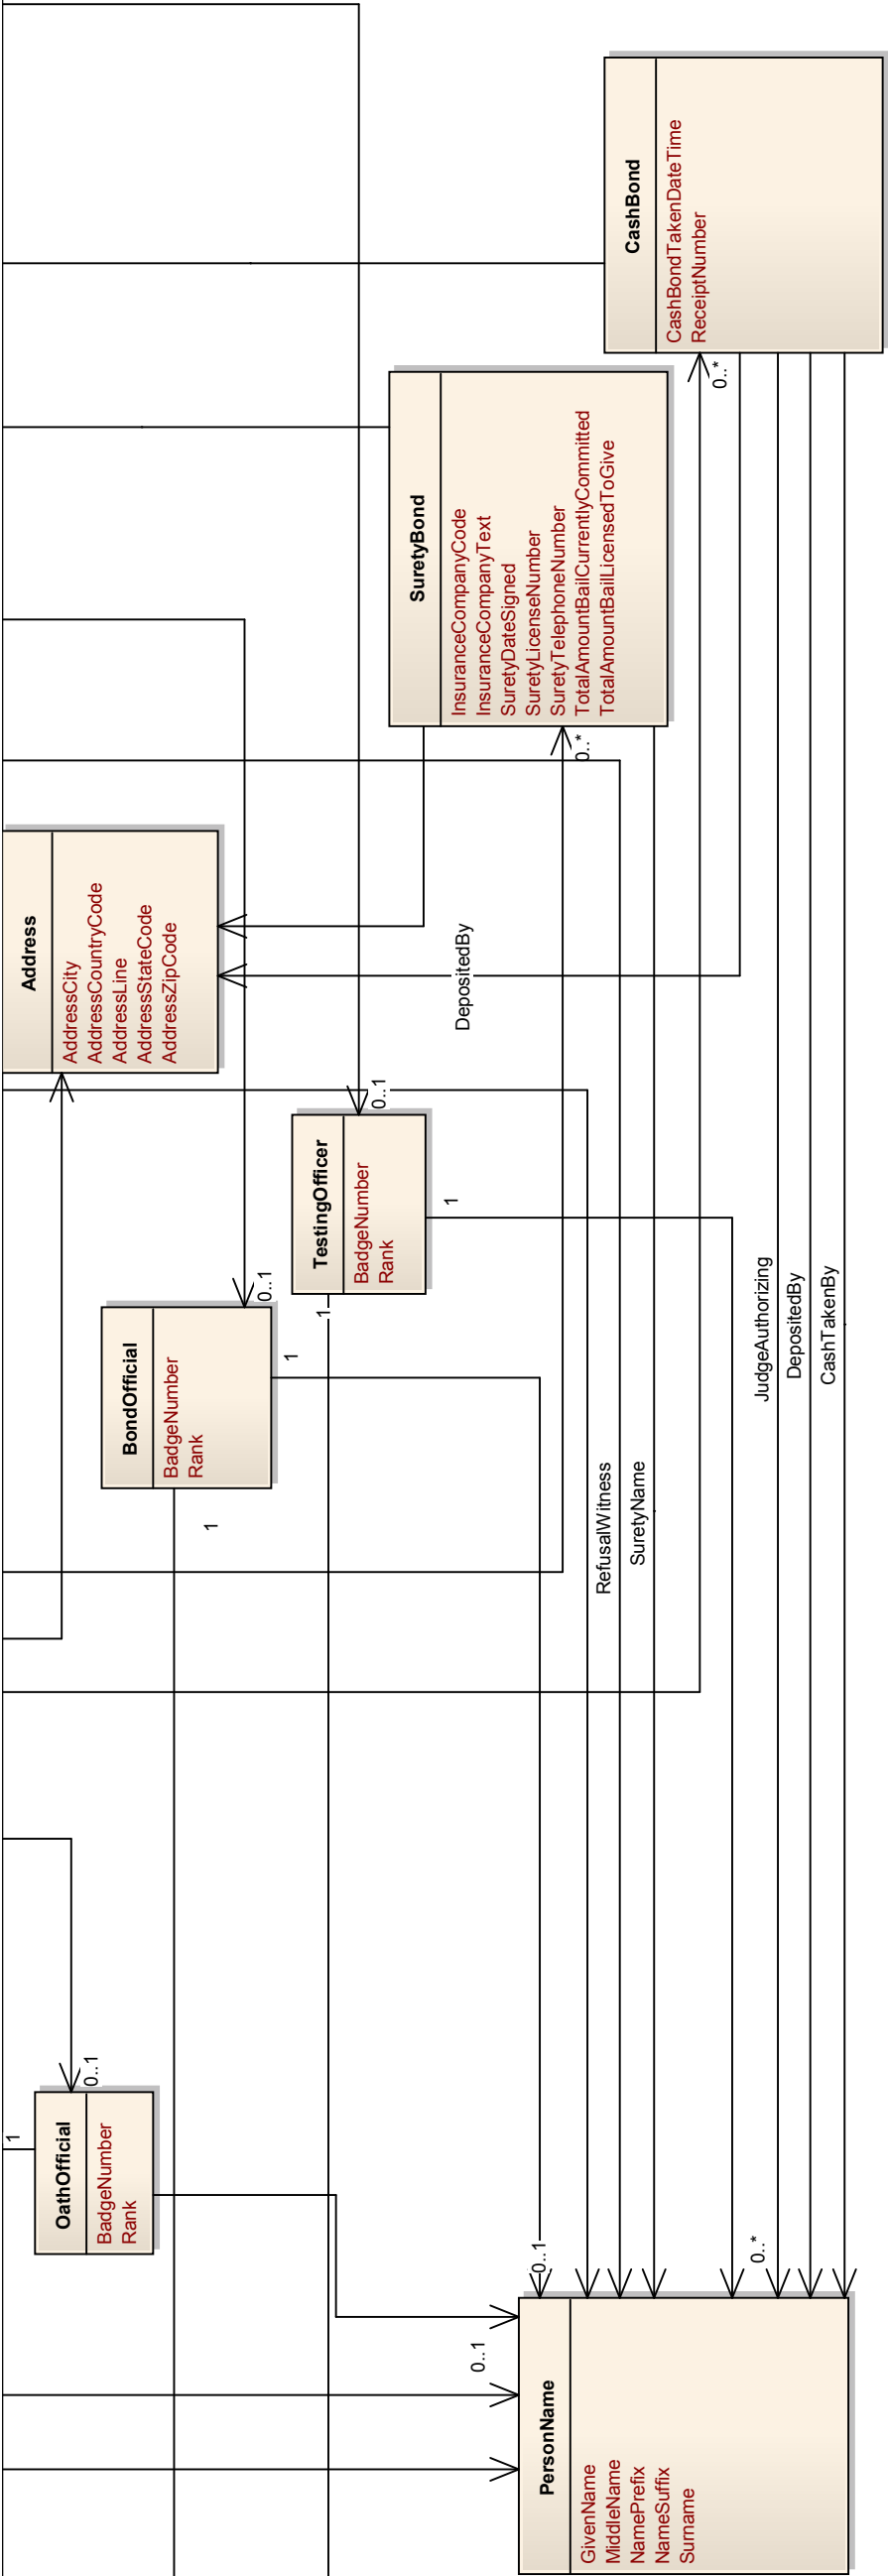 CashBond
CashBondTakenDateTime
ReceiptNumber
0..*
SuretyBond
InsuranceCompanyCode
InsuranceCompanyText
SuretyDateSigned
SuretyLicenseNumber
SuretyTelephoneNumber
TotalAmountBailCurrentlyCommitted
TotalAmountBailLicensedToGive
0..*
Address
AddressCity
AddressCountryCode
AddressLine
AddressStateCode
AddressZipCode
DepositedBy
0..1
TestingOfficer
BadgeNumber
Rank
1
1
0..1
BondOfficial
BadgeNumber
Rank
1
1
JudgeAuthorizing
DepositedBy
CashTakenBy
RefusalWitness
SuretyName
0..1
OathOfficial
BadgeNumber
Rank
1
0..1
0..*
0..1
PersonName
GivenName
MiddleName
NamePrefix
NameSuffix
Surname